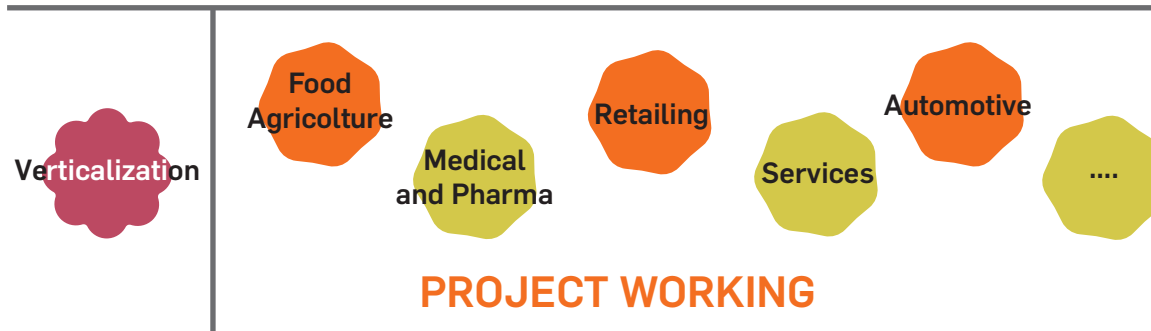 Verticalization
Food
Agricolture
Medical
and Pharma
Retailing
Services
Automotive
....
PROJECT WORKING